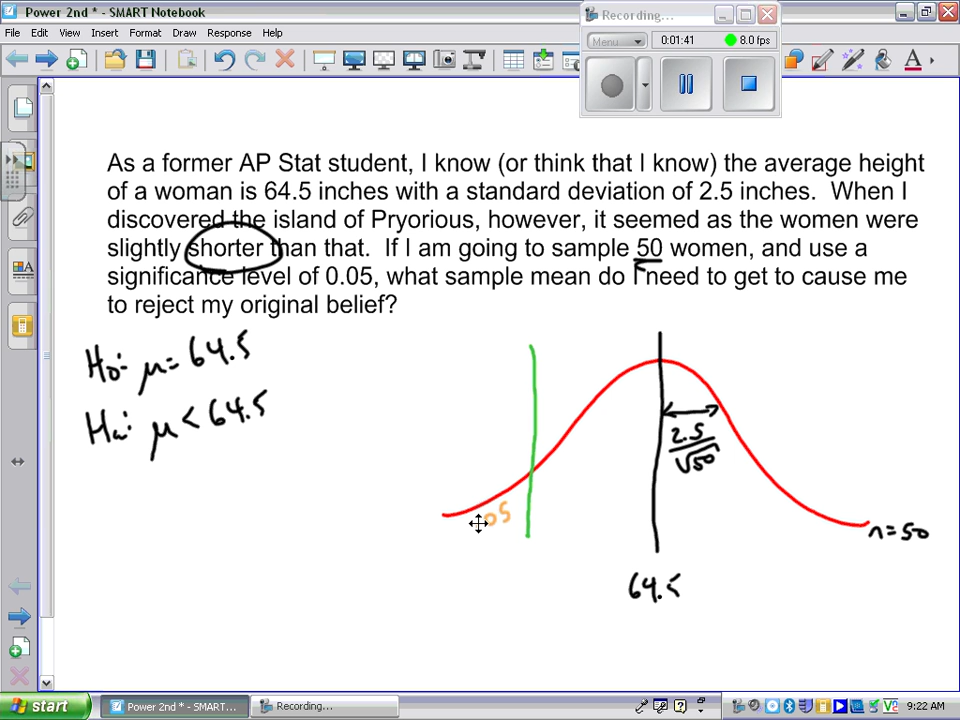 Power 2nd * - SMART Notebook
Recording...
File Edit View Insert Format Draw Response Help
Menu
0:01:41
8.0 fps
A
As a former AP Stat student, I know (or think that I know) the average height
of a woman is 64.5 inches with a standard deviation of 2.5 inches. When I
discovered the island of Pryorious, however, it seemed as the women were
slightly shorter than that. If I am going to sample 50 women, and use a
significance level of 0.05, what sample mean do I need to get to cause me
to reject my original belief?
Ho: μ = 64.5
Ha: μ < 64.5
2.5
√50
.05
n=50
64.5
start
Power 2nd * - SMART...
Recording...
9:22 AM